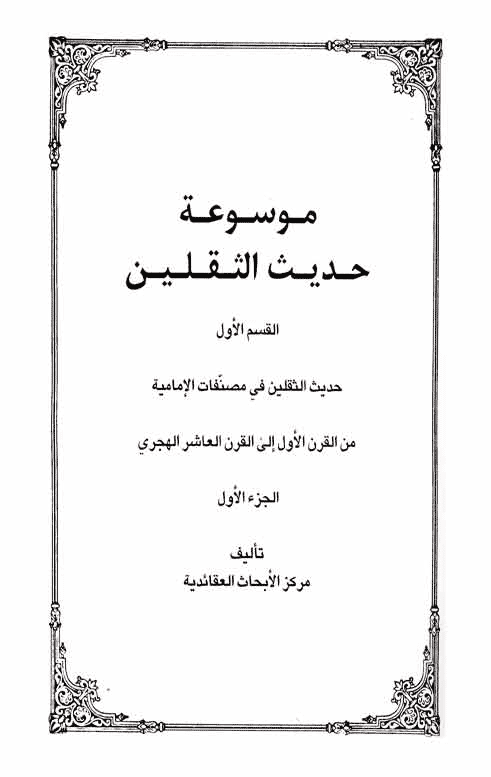 موسوعة
حديث الثقلين
القسم الأول
حديث الثقلين في مصنّفات الإمامية
من القرن الأول إلىٰ القرن العاشر الهجري
الجزء الأول
تأليف
مركز الأبحاث العقائدية